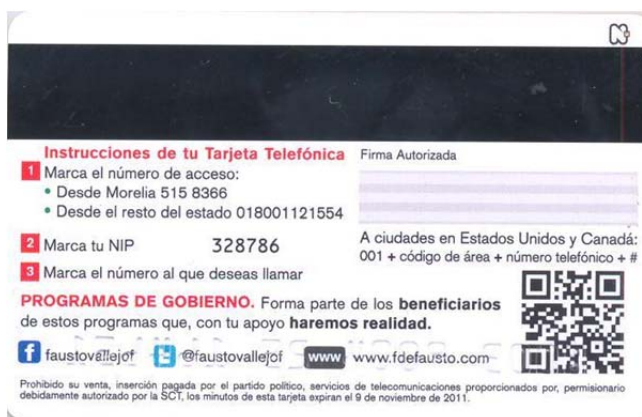 Instrucciones de tu Tarjeta Telefónica
1 Marca el número de acceso:
• Desde Morelia 515 8366
• Desde el resto del estado 018001121554
2 Marca tu NIP 328786
3 Marca el número al que deseas llamar
Firma Autorizada
A ciudades en Estados Unidos y Canadá:
001 + código de área + número telefónico + #
PROGRAMAS DE GOBIERNO. Forma parte de los beneficiarios
de estos programas que, con tu apoyo haremos realidad.
faustovallejof @faustovallejof www www.fdefausto.com
Prohibido su venta, inserción pagada por el partido político, servicios de telecomunicaciones proporcionados por, permisionario
debidamente autorizado por la SCT, los minutos de esta tarjeta expiran el 9 de noviembre de 2011.